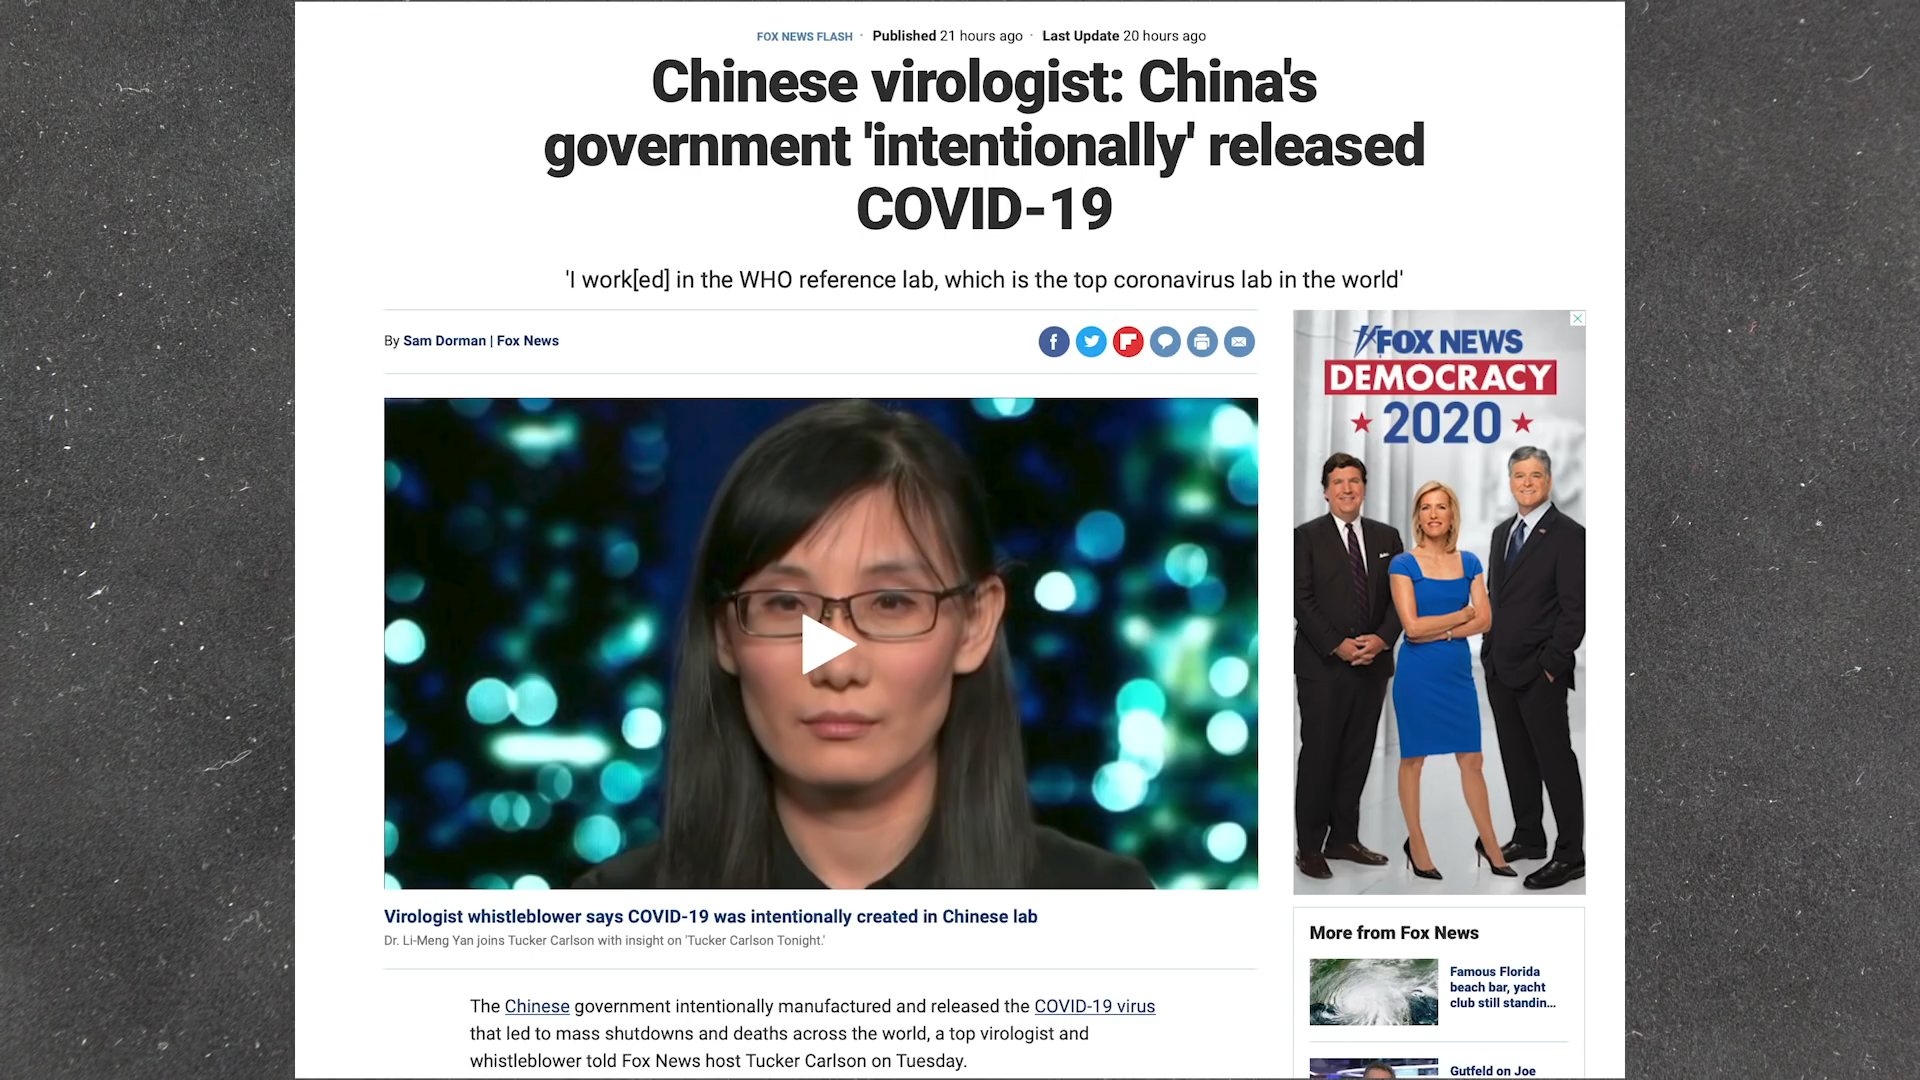 FOX NEWS FLASH · Published 21 hours ago · Last Update 20 hours ago
Chinese virologist: China's
government 'intentionally' released
COVID-19
'I work[ed] in the WHO reference lab, which is the top coronavirus lab in the world'
By Sam Dorman | Fox News
FOX NEWS
DEMOCRACY
2020
Virologist whistleblower says COVID-19 was intentionally created in Chinese lab
Dr. Li-Meng Yan joins Tucker Carlson with insight on 'Tucker Carlson Tonight.'
The Chinese government intentionally manufactured and released the COVID-19 virus
that led to mass shutdowns and deaths across the world, a top virologist and
whistleblower told Fox News host Tucker Carlson on Tuesday.
More from Fox News
Famous Florida
beach bar, yacht
club still standin...
Gutfeld on Joe